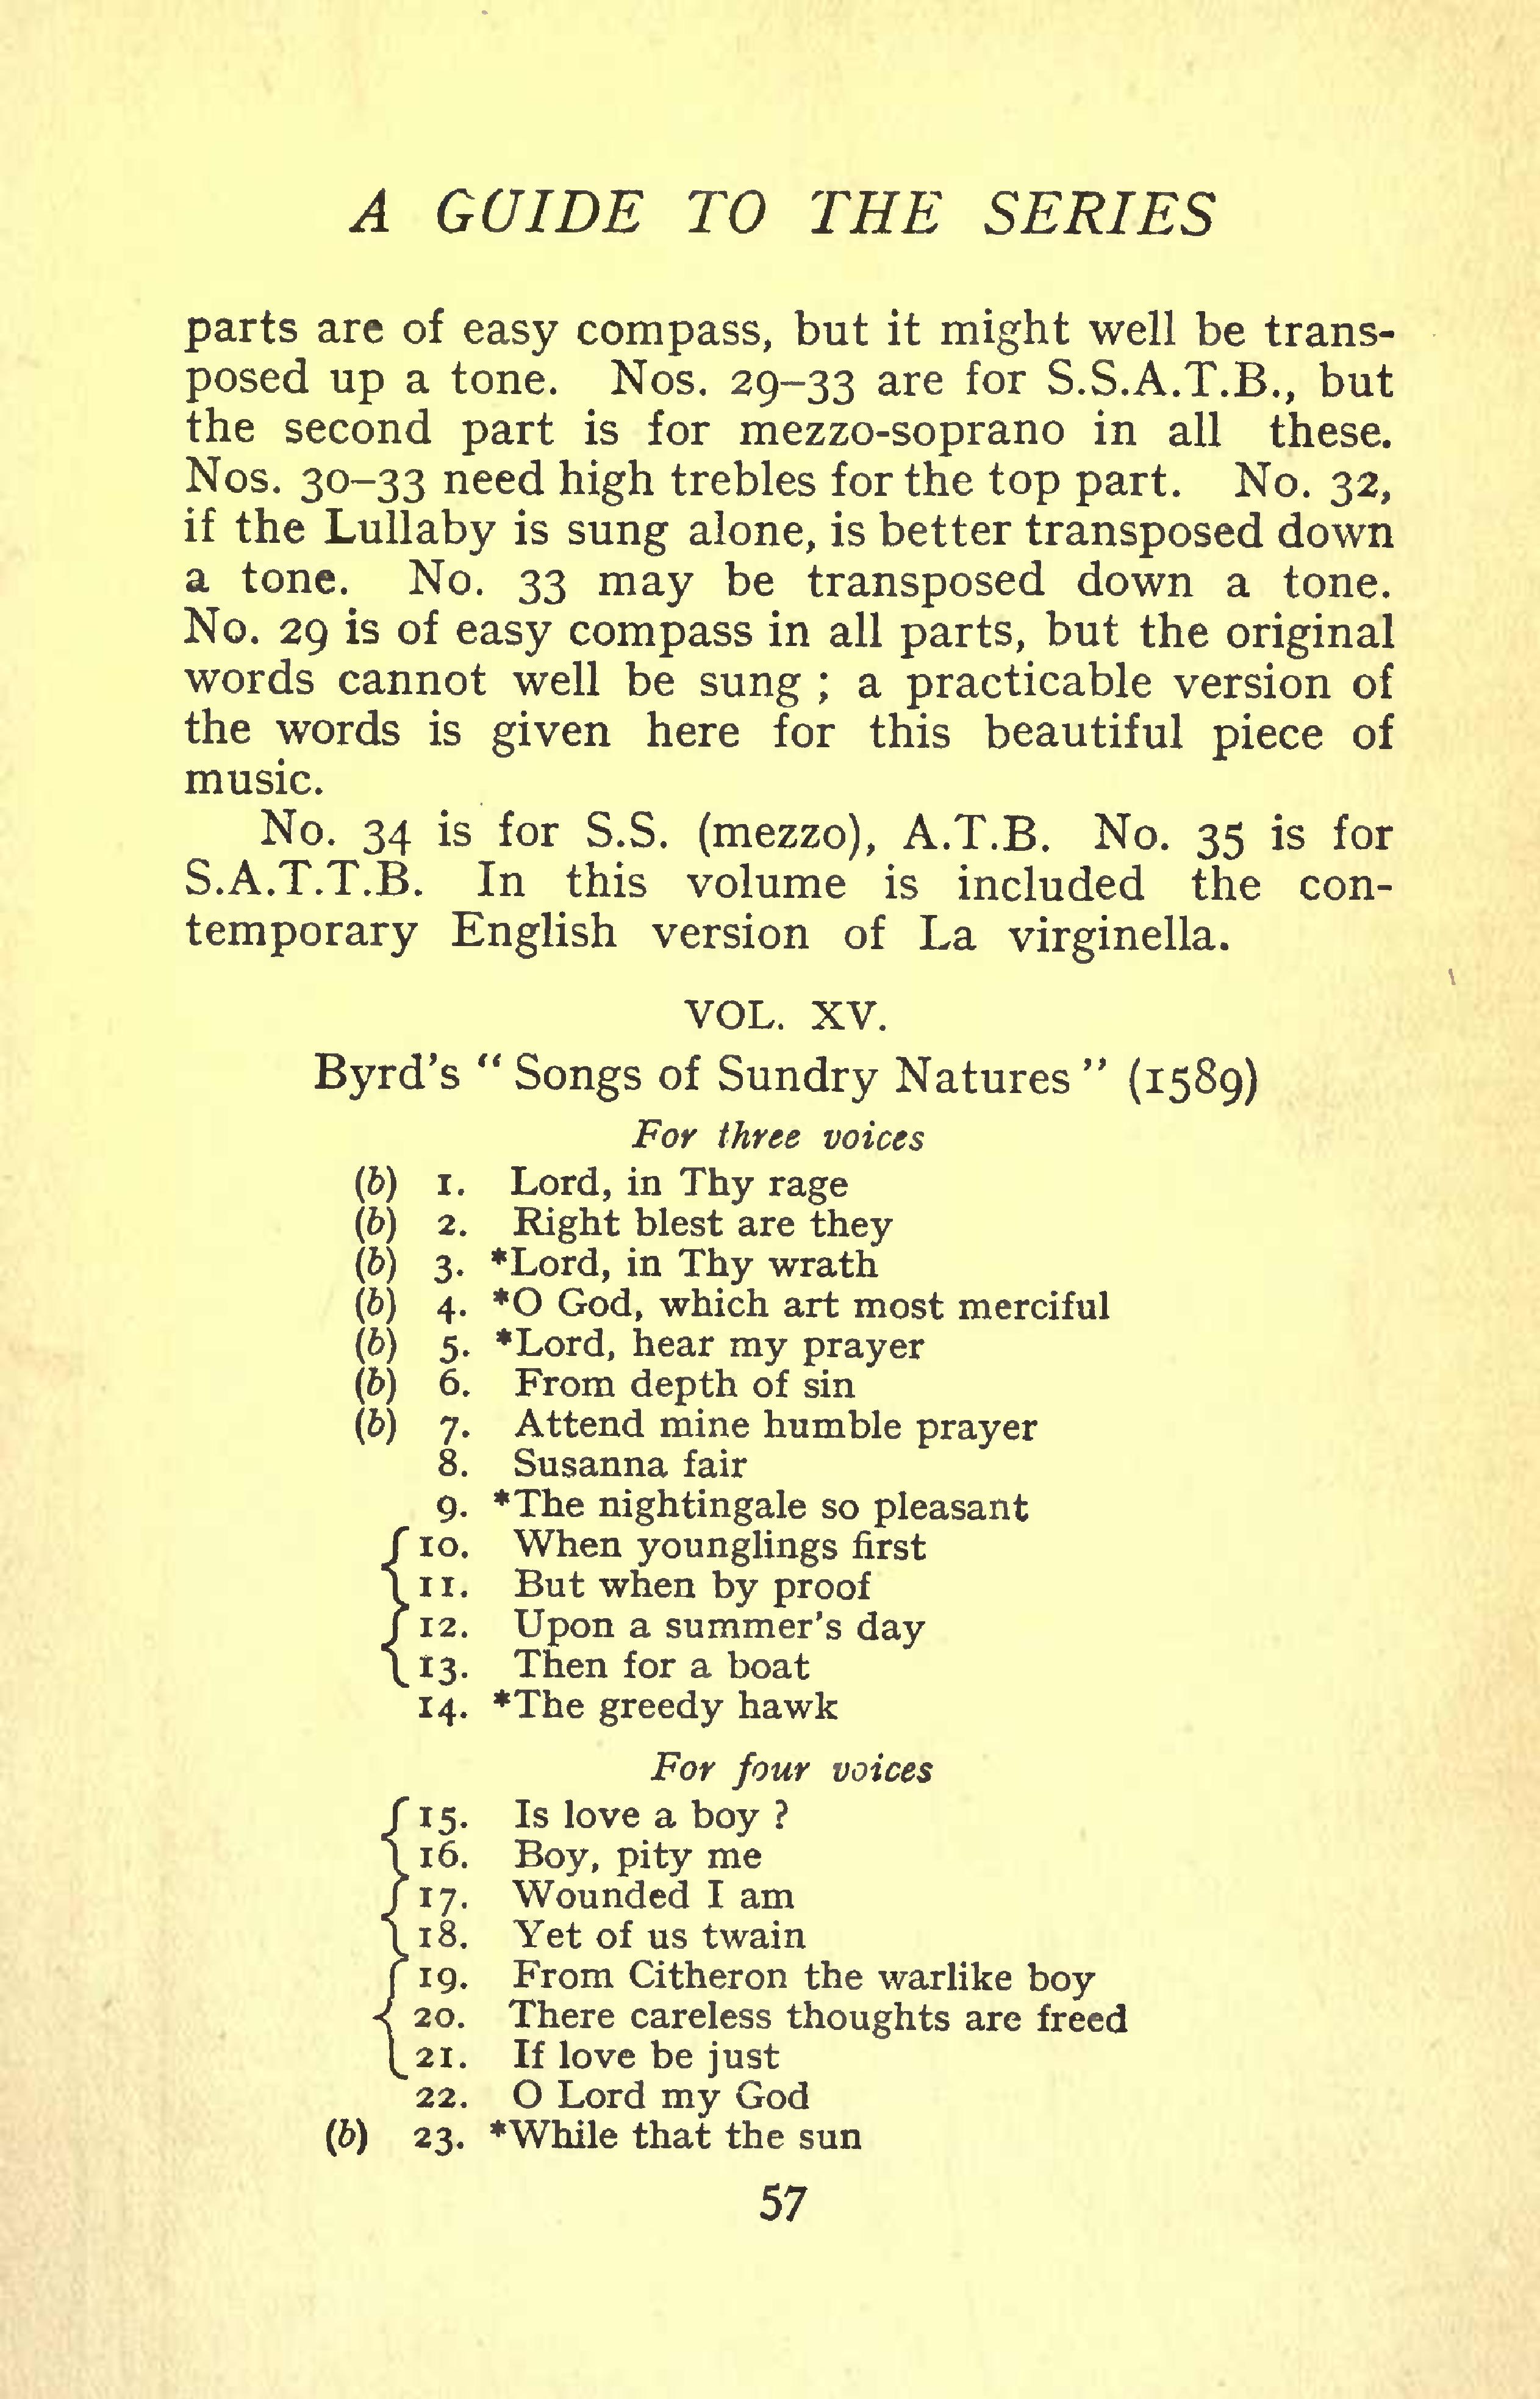 A GUIDE TO THE SERIES
parts are of easy compass, but it might well be trans-
posed up a tone. Nos. 29–33 are for S.S.A.T.B., but
the second part is for mezzo-soprano in all these.
Nos. 30–33 need high trebles for the top part. No. 32,
if the Lullaby is sung alone, is better transposed down
a tone. No. 33 may be transposed down a tone.
No. 29 is of easy compass in all parts, but the original
words cannot well be sung ; a practicable version of
the words is given here for this beautiful piece of
music.
No. 34 is for S.S. (mezzo), A.T.B. No. 35 is for
S.A.T.T.B. In this volume is included the con-
temporary English version of La virginella.
VOL. XV.
Byrd's “ Songs of Sundry Natures ” (1589)
For three voices
(b) 1. Lord, in Thy rage
(b) 2. Right blest are they
(b) 3. *Lord, in Thy wrath
(b) 4. *O God, which art most merciful
(b) 5. *Lord, hear my prayer
(b) 6. From depth of sin
(b) 7. Attend mine humble prayer
8. Susanna fair
9. *The nightingale so pleasant
10. When younglings first
11. But when by proof
12. Upon a summer's day
13. Then for a boat
14. *The greedy hawk
For four voices
15. Is love a boy ?
16. Boy, pity me
17. Wounded I am
18. Yet of us twain
19. From Citheron the warlike boy
20. There careless thoughts are freed
21. If love be just
22. O Lord my God
(b) 23. *While that the sun
57